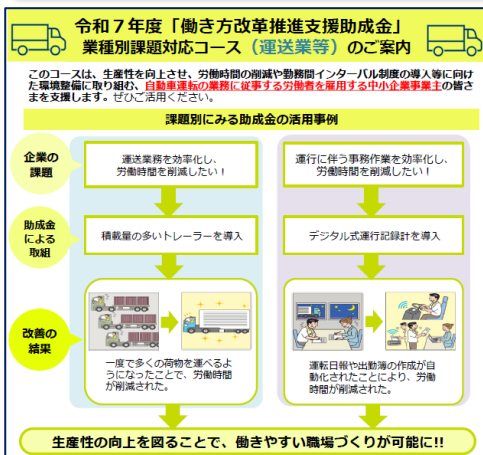 令和７年度「働き方改革推進支援助成金」
業種別課題対応コース（運送業等）のご案内
このコースは、生産性を向上させ、労働時間の削減や勤務間インターバル制度の導入等に向け
た環境整備に取り組む、自動車運転の業務に従事する労働者を雇用する中小企業事業主の皆さ
まを支援します。ぜひご活用ください。
課題別にみる助成金の活用事例
企業の
課題
運送業務を効率化し、
労働時間を削減したい！
運行に伴う事務作業を効率化し、
労働時間を削減したい！
助成金
による
取組
積載量の多いトレーラーを導入
デジタル式運行記録計を導入
改善の
結果
一度で多くの荷物を運べるよ
うになったことで、労働時間
が削減された。
運転日報や出勤簿の作成が自
動化されたことにより、労働
時間が削減された。
生産性の向上を図ることで、働きやすい職場づくりが可能に!!